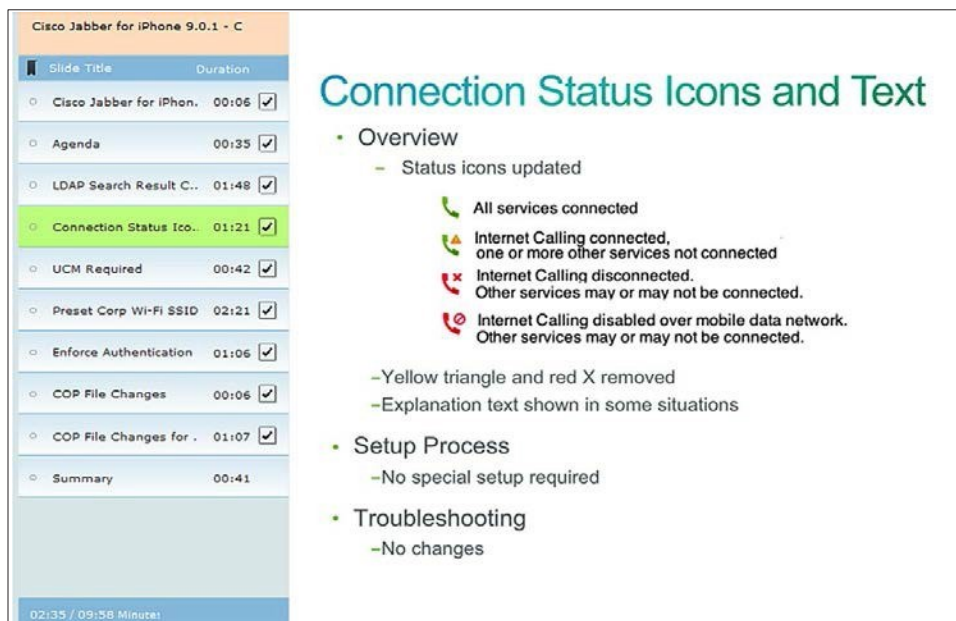 Cisco Jabber for iPhone 9.0.1 - C
Slide Title Duration
Cisco Jabber for iPhon. 00:06
Agenda 00:35
LDAP Search Result C.. 01:48
Connection Status Ico.. 01:21
UCM Required 00:42
Preset Corp Wi-Fi SSID 02:21
Enforce Authentication 01:06
COP File Changes 00:06
COP File Changes for . 01:07
Summary 00:41
02:35 / 09:58 Minute:
Connection Status Icons and Text
• Overview
– Status icons updated
All services connected
Internet Calling connected,
one or more other services not connected
Internet Calling disconnected.
Other services may or may not be connected.
Internet Calling disabled over mobile data network.
Other services may or may not be connected.
–Yellow triangle and red X removed
–Explanation text shown in some situations
• Setup Process
–No special setup required
• Troubleshooting
–No changes